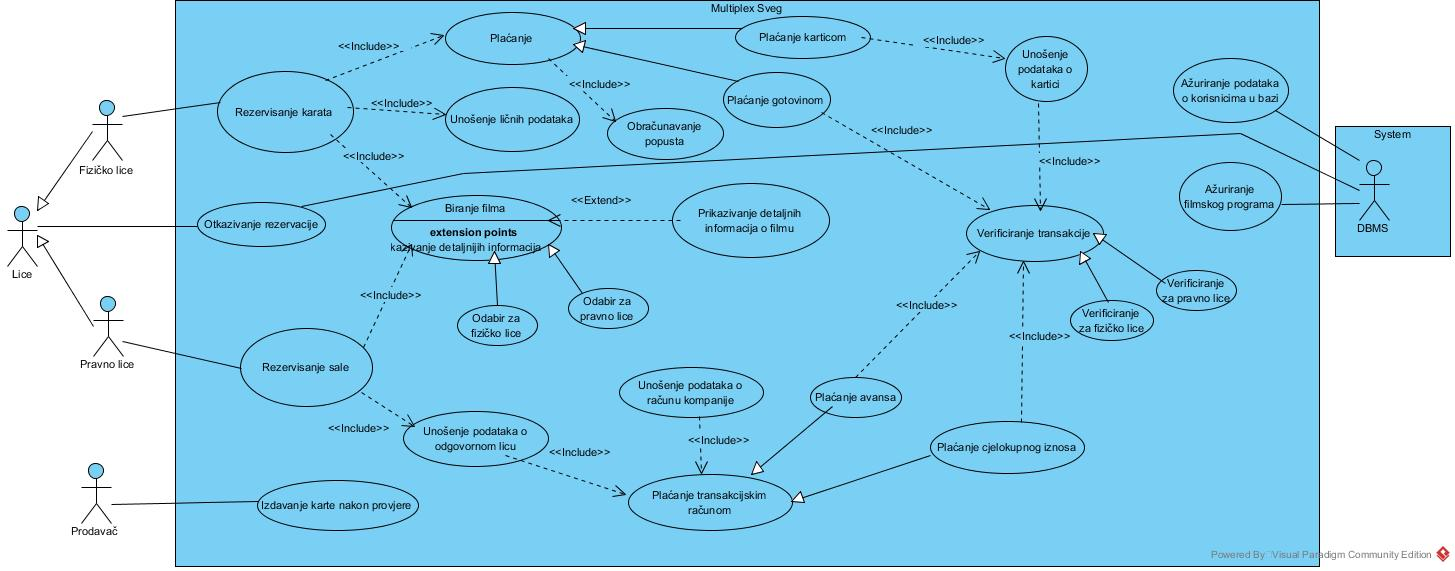 Multiplex Sveg
Plaćanje
Plaćanje karticom
Unošenje
podataka o
kartici
Plaćanje gotovinom
Ažuriranje podataka
o korisnicima u bazi
System
<<Include>>
<<Include>>
<<Include>>
<<Include>>
Rezervisanje karata
Unošenje ličnih podataka
Obračunavanje
popusta
<<Include>>
<<Include>>
<<Include>>
Fizičko lice
Ažuriranje
filmskog programa
DBMS
Lice
Otkazivanje rezervacije
Biranje filma
extension points
kazivanje detaljnijih informacija
<<Extend>>
Prikazivanje detaljnih
informacija o filmu
Verificiranje transakcije
Verificiranje
za pravno lice
Verificiranje
za fizičko lice
<<Include>>
Odabir za
fizičko lice
Odabir za
pravno lice
<<Include>>
<<Include>>
Pravno lice
Rezervisanje sale
Unošenje podataka o
računu kompanije
Plaćanje avansa
<<Include>>
Unošenje podataka o
odgovornom licu
<<Include>>
<<Include>>
Plaćanje cjelokupnog iznosa
Plaćanje transakcijskim
računom
Prodavač
Izdavanje karte nakon provjere
Powered By Visual Paradigm Community Edition